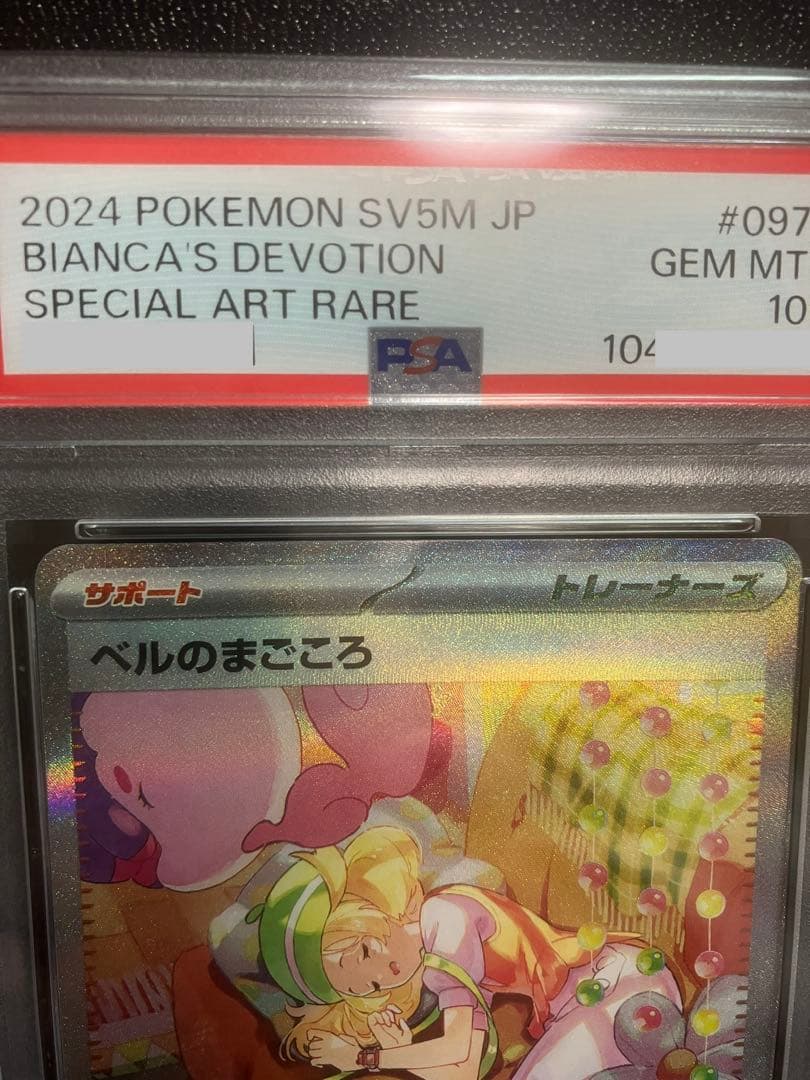 2024 POKEMON SV5M JP #097
BIANCA'S DEVOTION GEM MT
SPECIAL ART RARE 10
PSA 104
サポート トレーナーズ
ベルのまごころ